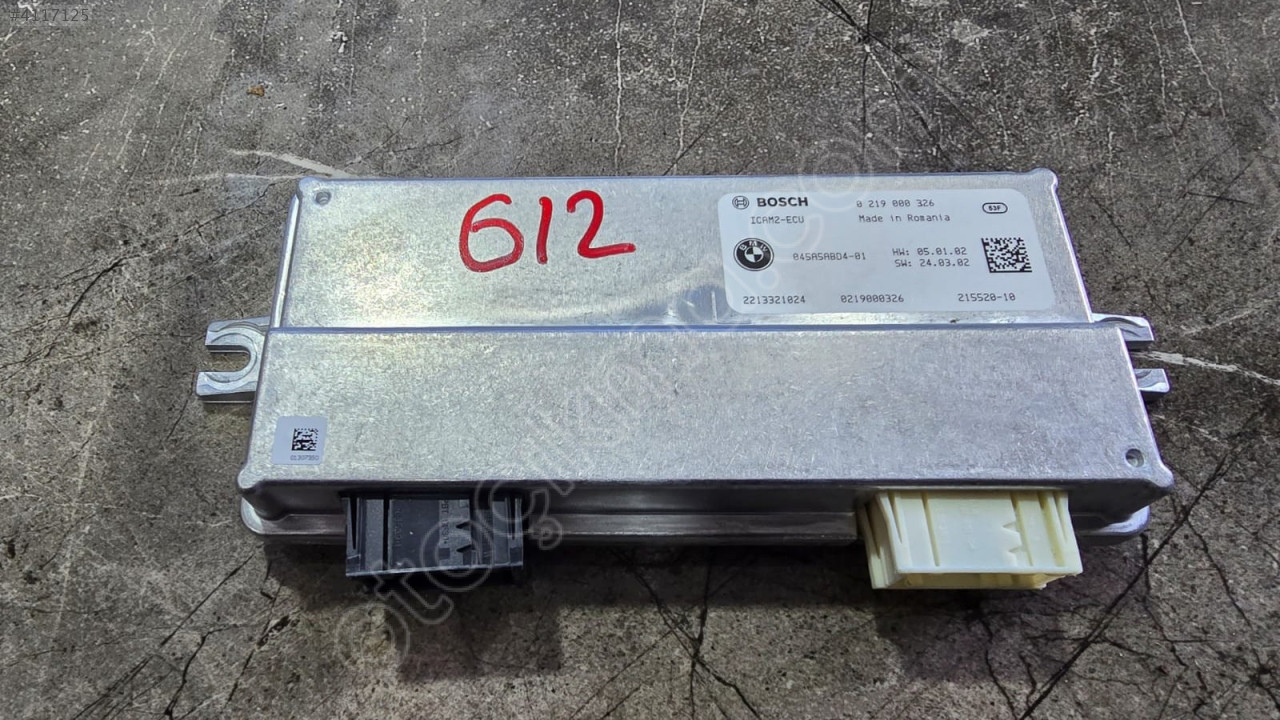 #4117125
612
BOSCH 0 219 000 326
ICAM2-ECU Made in Romania 63F
BMW 045A5A8D4-01 HW: 05.01.02
SW: 24.03.02
2213321024 0219000326 215520-10